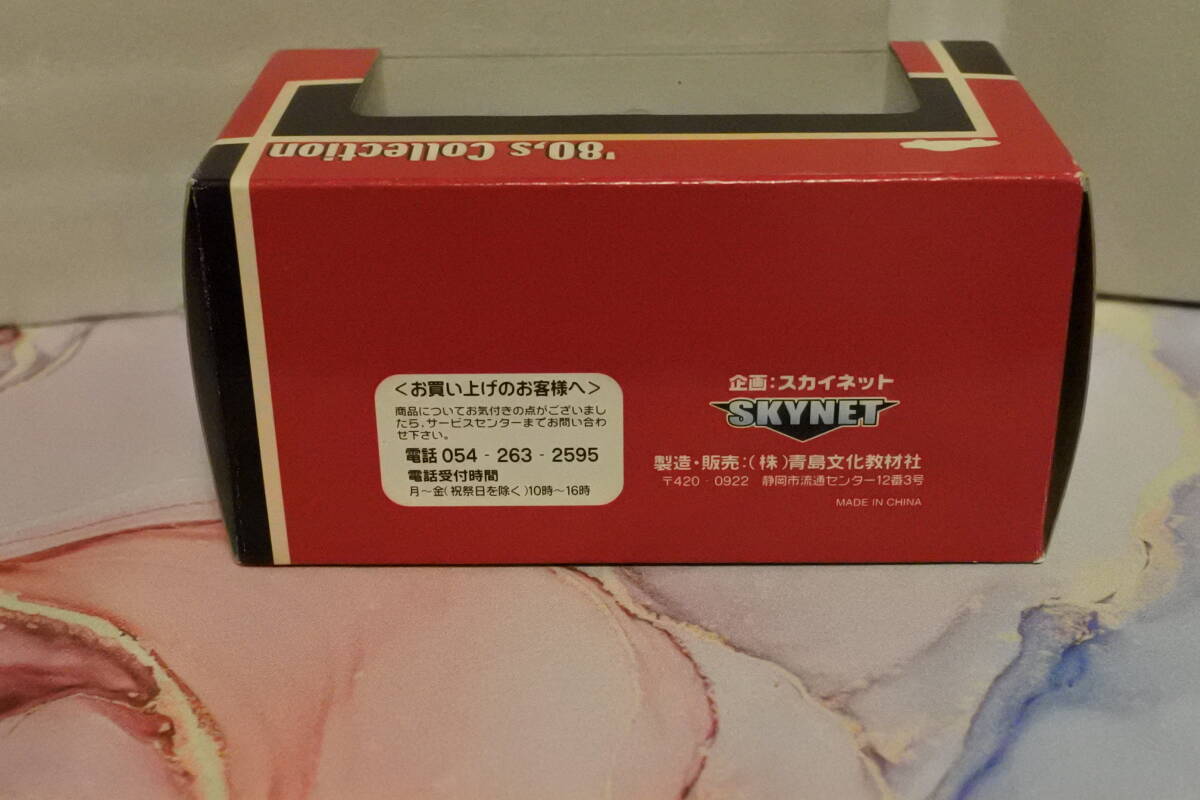 '80,s Collection
<お買い上げのお客様へ>
商品についてお気付きの点がございまし
たら,サービスセンターまてお問い合わ
せ下さい。
電話 054 - 263 - 2595
電話受付時間
月～金(祝祭日を除く)10時～16時
企画:スカイネット
SKYNET
製造・販売:(株)青島文化教材社
〒420-0922 静岡市流通センター12番3号
MADE IN CHINA